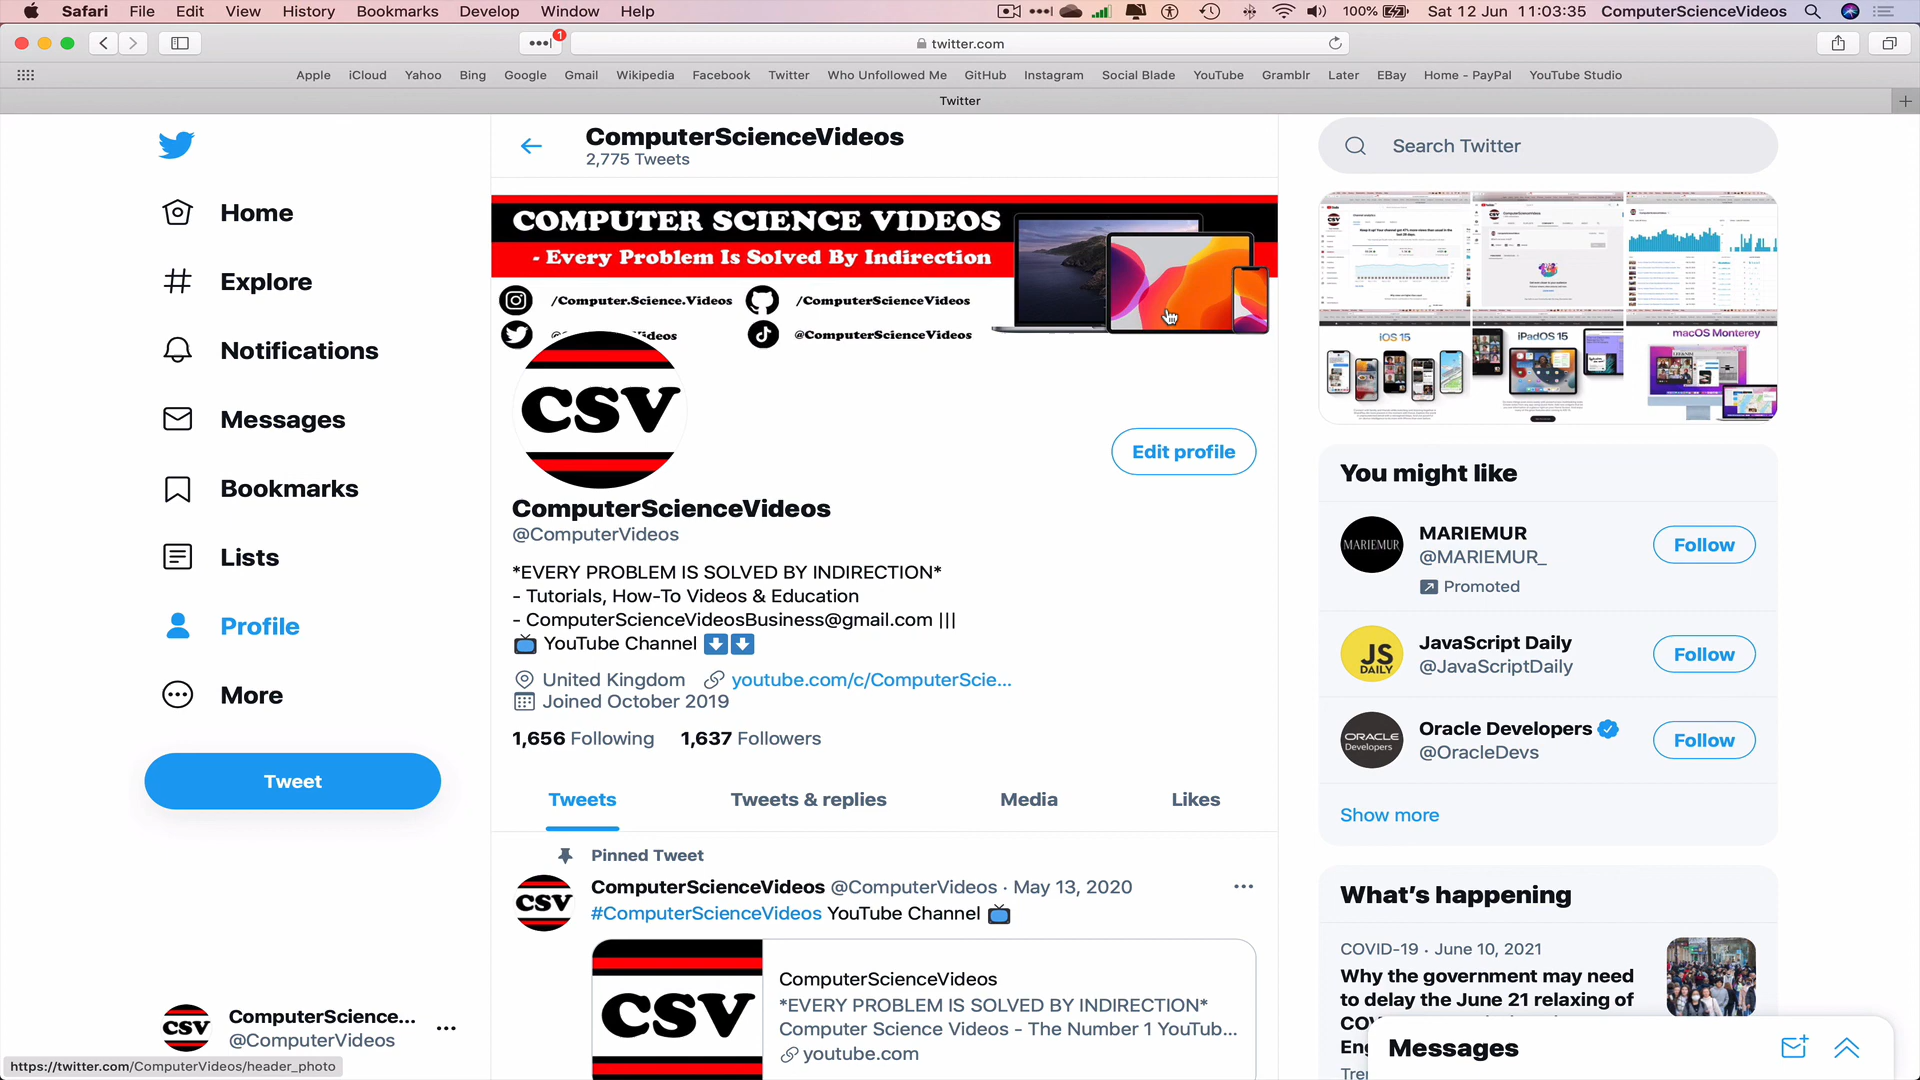 Safari File Edit View History Bookmarks Develop Window Help 100% Sat 12 Jun 11:03:35 ComputerScienceVideos
1
twitter.com
Apple iCloud Yahoo Bing Google Gmail Wikipedia Facebook Twitter Who Unfollowed Me GitHub Instagram Social Blade YouTube Gramblr Later EBay Home - PayPal YouTube Studio
Twitter
Home
Explore
Notifications
Messages
Bookmarks
Lists
Profile
More
Tweet
ComputerScience...
@ComputerVideos
https://twitter.com/ComputerVideos/header_photo
ComputerScienceVideos
2,775 Tweets
COMPUTER SCIENCE VIDEOS
- Every Problem Is Solved By Indirection
/Computer.Science.Videos /ComputerScienceVideos
@ComputerScienceVideos
CSV
Edit profile
ComputerScienceVideos
@ComputerVideos
*EVERY PROBLEM IS SOLVED BY INDIRECTION*
- Tutorials, How-To Videos & Education
- ComputerScienceVideosBusiness@gmail.com |||
YouTube Channel
United Kingdom youtube.com/c/ComputerScie...
Joined October 2019
1,656 Following 1,637 Followers
Tweets Tweets & replies Media Likes
Pinned Tweet
ComputerScienceVideos @ComputerVideos · May 13, 2020
CSV
#ComputerScienceVideos YouTube Channel
CSV
ComputerScienceVideos
*EVERY PROBLEM IS SOLVED BY INDIRECTION*
Computer Science Videos - The Number 1 YouTub...
youtube.com
CSV
Search Twitter
iOS 15 iPadOS 15 macOS Monterey
You might like
MARIEMUR
MARIEMUR
@MARIEMUR_
Promoted
Follow
JS DAILY
JavaScript Daily
@JavaScriptDaily
Follow
ORACLE Developers
Oracle Developers
@OracleDevs
Follow
Show more
What's happening
COVID-19 · June 10, 2021
Why the government may need
to delay the June 21 relaxing of
Messages